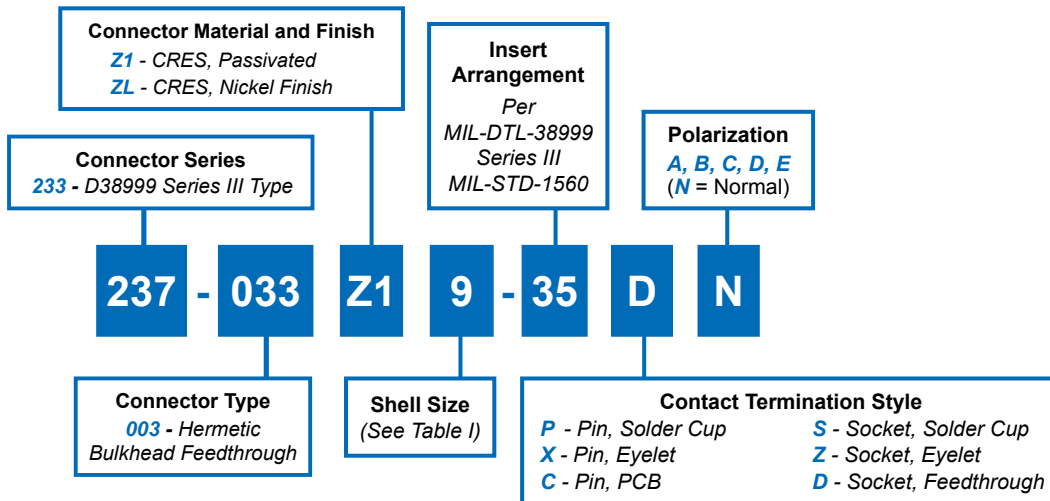 Connector Material and Finish
Z1 - CRES, Passivated
ZL - CRES, Nickel Finish
Insert
Arrangement
Per
MIL-DTL-38999
Series III
MIL-STD-1560
Polarization
A, B, C, D, E
(N = Normal)
Connector Series
233 - D38999 Series III Type
237 - 033 Z1 9 - 35 D N
Connector Type
003 - Hermetic
Bulkhead Feedthrough
Shell Size
(See Table I)
Contact Termination Style
P - Pin, Solder Cup
X - Pin, Eyelet
C - Pin, PCB
S - Socket, Solder Cup
Z - Socket, Eyelet
D - Socket, Feedthrough